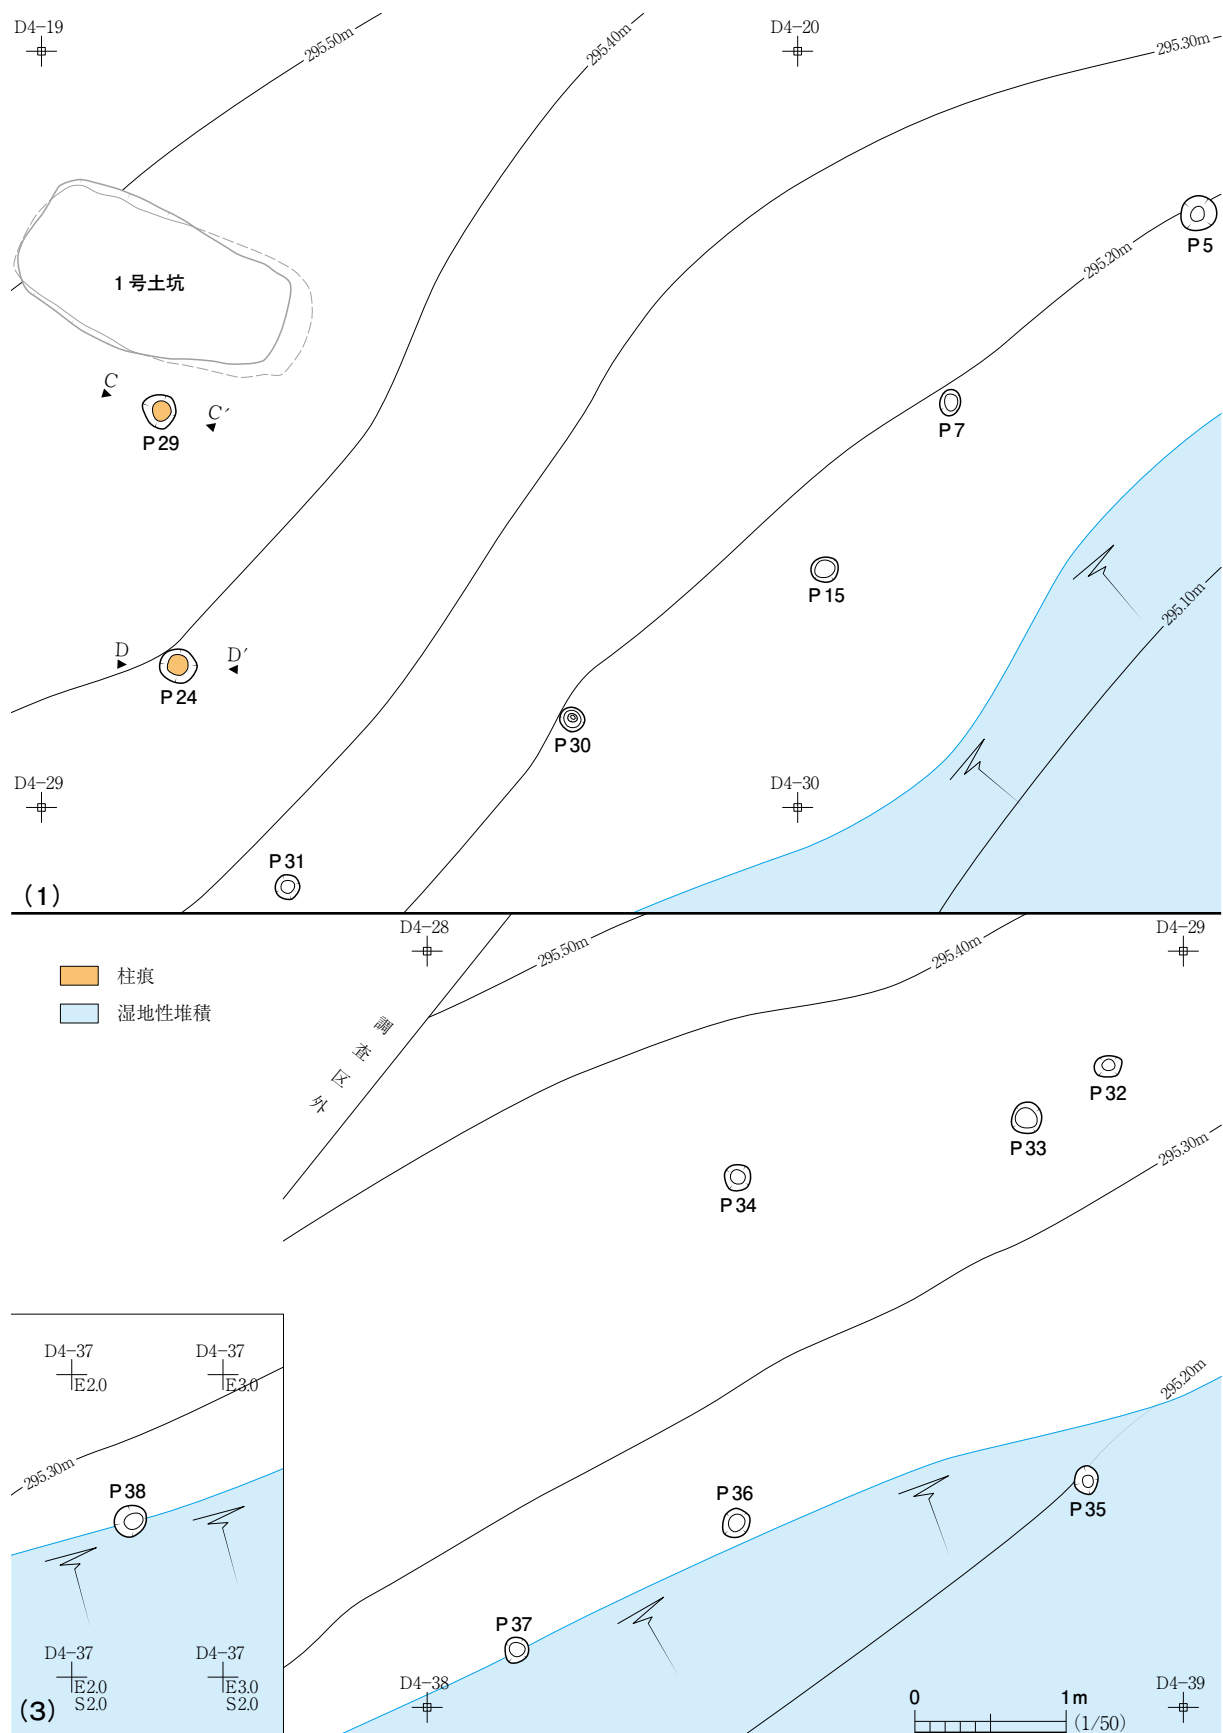 D4-19
D4-20
295.50m
295.40m
295.30m
P5
295.20m
1号土坑
C
C′
P29
P7
P15
295.10m
D
D′
P24
P30
D4-29
D4-30
P31
(1)
D4-28
D4-29
295.50m
295.40m
柱痕
湿地性堆積
調査区外
P32
P33
295.30m
P34
D4-37
E2.0
D4-37
E3.0
295.20m
295.30m
P38
P36
P35
P37
D4-37
E2.0
S2.0
D4-37
E3.0
S2.0
(3)
D4-38
D4-39
0 1m
(1/50)